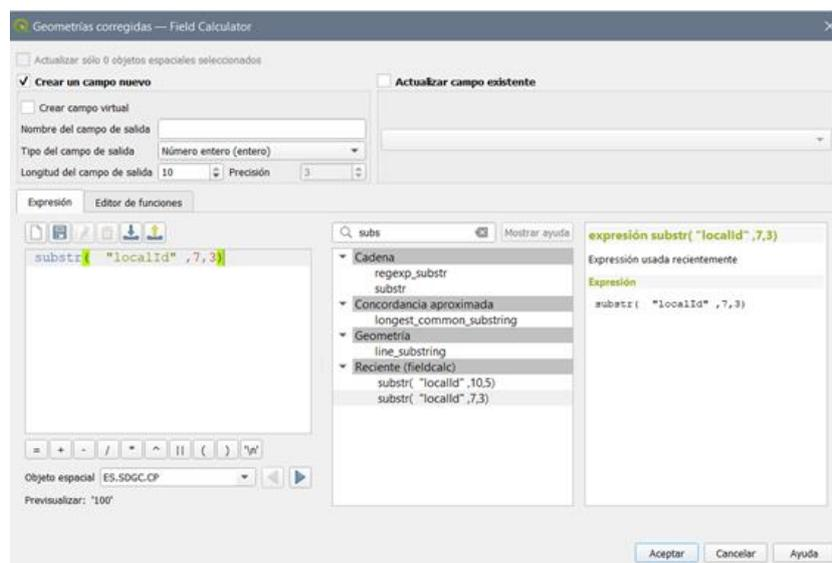 Geometrías corregidas — Field Calculator
Actualizar sólo 0 objetos espaciales seleccionados
Crear un campo nuevo
Actualizar campo existente
Crear campo virtual
Nombre del campo de salida
Tipo del campo de salida Número entero (entero)
Longitud del campo de salida 10 Precisión 3
Expresión Editor de funciones
substr( "localId" ,7,3)
= + - / * ^ || ( ) '\n'
Objeto espacial ES.SDGC.CP
Previsualizar: '100'
subs Mostrar ayuda
Cadena
regexp_substr
substr
Concordancia aproximada
longest_common_substring
Geometría
line_substring
Reciente (fieldcalc)
substr( "localId" ,10,5)
substr( "localId" ,7,3)
expresión substr( "localId" ,7,3)
Expressión usada recientemente
Expresión
substr( "localId" ,7,3)
Aceptar Cancelar Ayuda